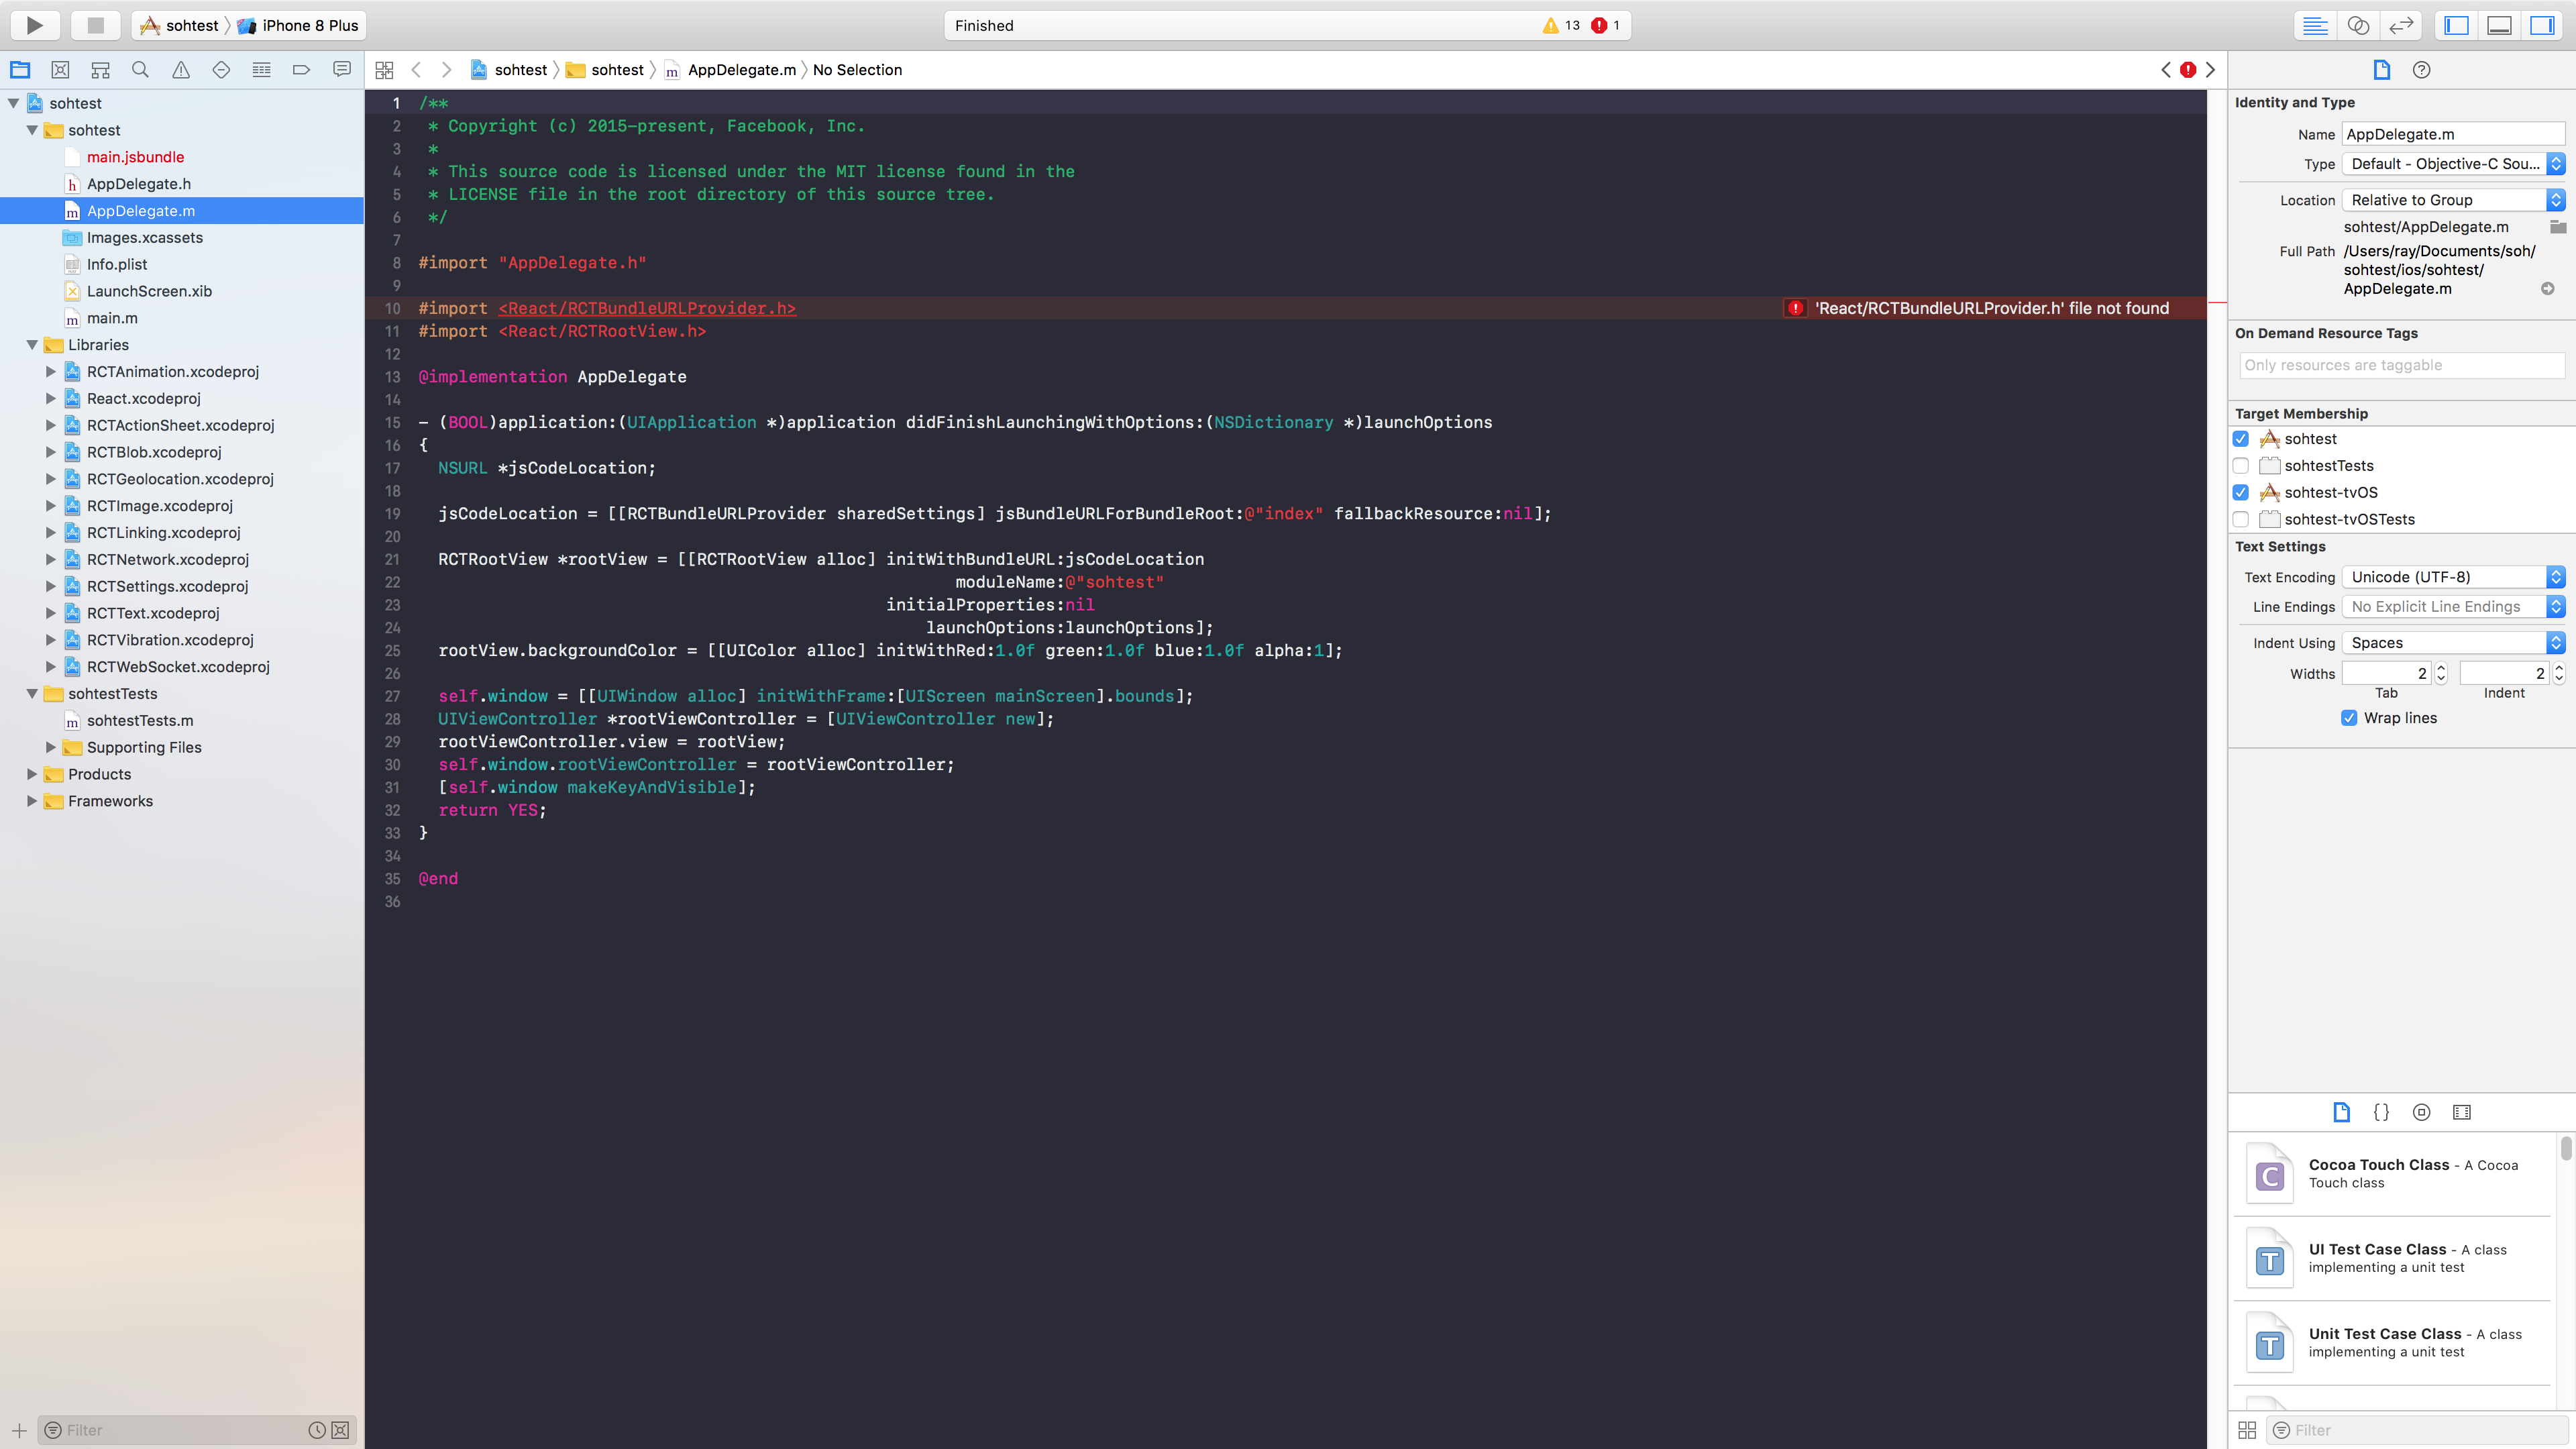 sohtest
iPhone 8 Plus
Finished
13
1
sohtest
sohtest
AppDelegate.m
No Selection
sohtest
sohtest
main.jsbundle
AppDelegate.h
AppDelegate.m
Images.xcassets
Info.plist
LaunchScreen.xib
main.m
Libraries
RCTAnimation.xcodeproj
React.xcodeproj
RCTActionSheet.xcodeproj
RCTBlob.xcodeproj
RCTGeolocation.xcodeproj
RCTImage.xcodeproj
RCTLinking.xcodeproj
RCTNetwork.xcodeproj
RCTSettings.xcodeproj
RCTText.xcodeproj
RCTVibration.xcodeproj
RCTWebSocket.xcodeproj
sohtestTests
sohtestTests.m
Supporting Files
Products
Frameworks
Filter
1 /**
2  * Copyright (c) 2015-present, Facebook, Inc.
3  *
4  * This source code is licensed under the MIT license found in the
5  * LICENSE file in the root directory of this source tree.
6  */
7
8 #import "AppDelegate.h"
9
10 #import <React/RCTBundleURLProvider.h>
'React/RCTBundleURLProvider.h' file not found
11 #import <React/RCTRootView.h>
12
13 @implementation AppDelegate
14
15 - (BOOL)application:(UIApplication *)application didFinishLaunchingWithOptions:(NSDictionary *)launchOptions
16 {
17   NSURL *jsCodeLocation;
18
19   jsCodeLocation = [[RCTBundleURLProvider sharedSettings] jsBundleURLForBundleRoot:@"index" fallbackResource:nil];
20
21   RCTRootView *rootView = [[RCTRootView alloc] initWithBundleURL:jsCodeLocation
22                                                       moduleName:@"sohtest"
23                                                initialProperties:nil
24                                                    launchOptions:launchOptions];
25   rootView.backgroundColor = [[UIColor alloc] initWithRed:1.0f green:1.0f blue:1.0f alpha:1];
26
27   self.window = [[UIWindow alloc] initWithFrame:[UIScreen mainScreen].bounds];
28   UIViewController *rootViewController = [UIViewController new];
29   rootViewController.view = rootView;
30   self.window.rootViewController = rootViewController;
31   [self.window makeKeyAndVisible];
32   return YES;
33 }
34
35 @end
36
Identity and Type
Name AppDelegate.m
Type Default - Objective-C Sou...
Location Relative to Group
sohtest/AppDelegate.m
Full Path /Users/ray/Documents/soh/
sohtest/ios/sohtest/
AppDelegate.m
On Demand Resource Tags
Only resources are taggable
Target Membership
sohtest
sohtestTests
sohtest-tvOS
sohtest-tvOSTests
Text Settings
Text Encoding Unicode (UTF-8)
Line Endings No Explicit Line Endings
Indent Using Spaces
Widths 2 2
Tab Indent
Wrap lines
{}
C
Cocoa Touch Class - A Cocoa
Touch class
T
UI Test Case Class - A class
implementing a unit test
T
Unit Test Case Class - A class
implementing a unit test
Filter